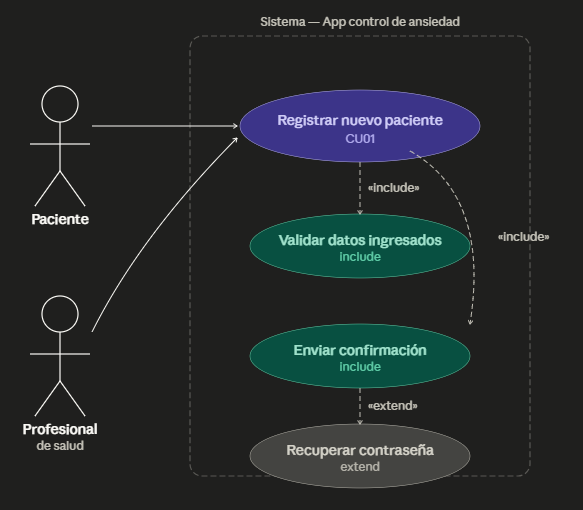 Sistema — App control de ansiedad
Registrar nuevo paciente
CU01
«include»
Paciente
Validar datos ingresados
include
«include»
Enviar confirmación
include
«extend»
Profesional
de salud
Recuperar contraseña
extend